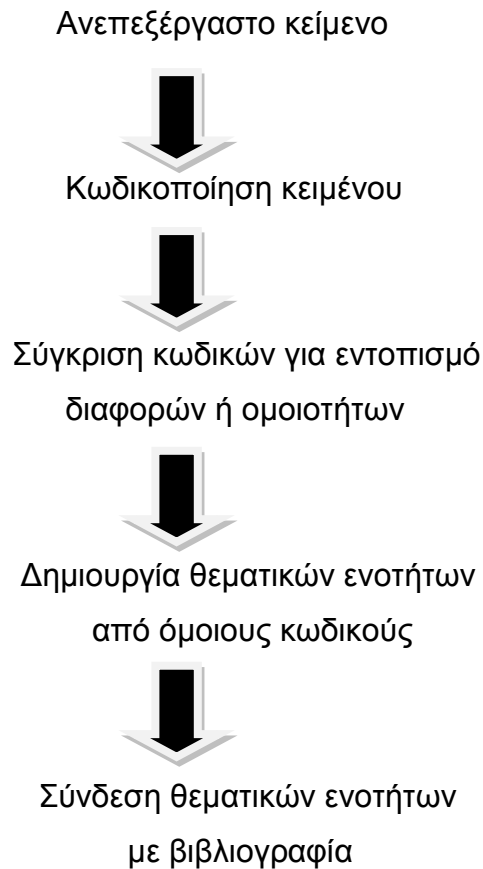 Ανεπεξέργαστο κείμενο
Κωδικοποίηση κειμένου
Σύγκριση κωδικών για εντοπισμό
διαφορών ή ομοιοτήτων
Δημιουργία θεματικών ενοτήτων
από όμοιους κωδικούς
Σύνδεση θεματικών ενοτήτων
με βιβλιογραφία